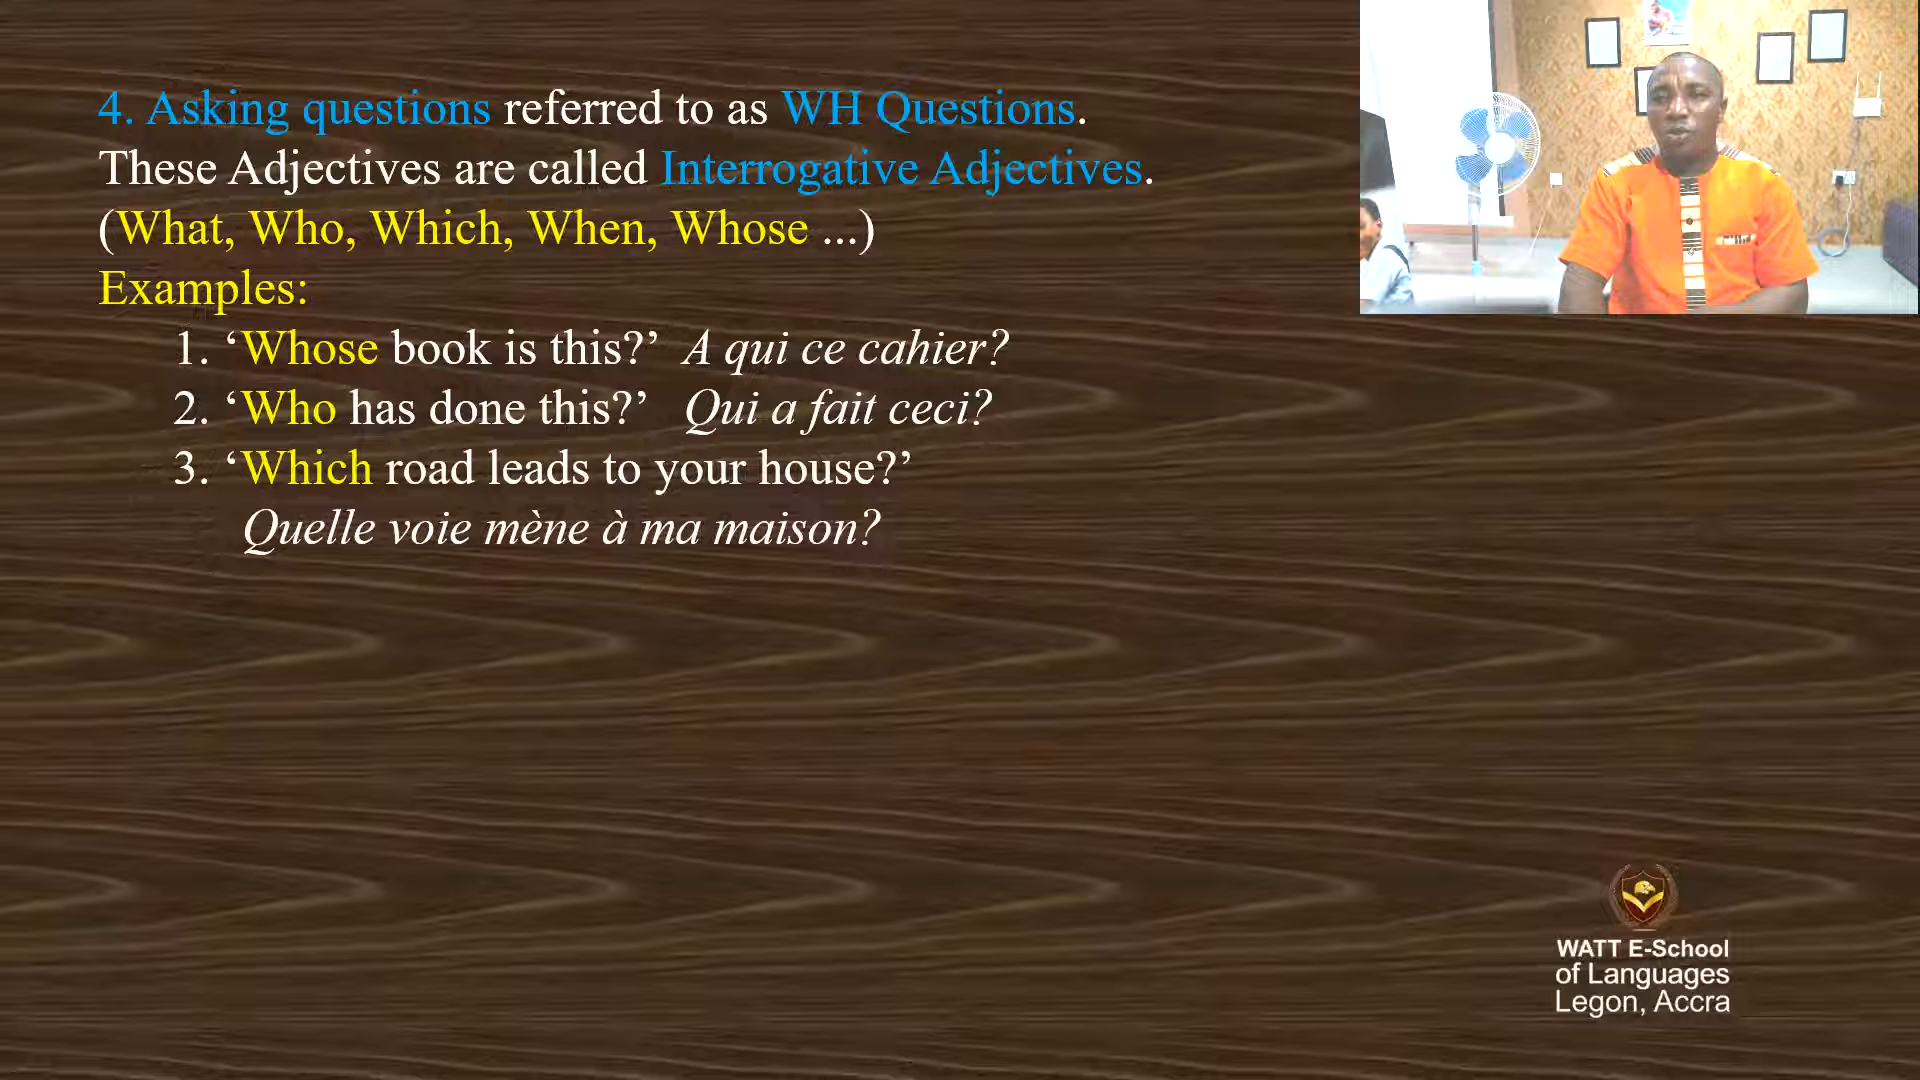 4. Asking questions referred to as WH Questions.
These Adjectives are called Interrogative Adjectives.
(What, Who, Which, When, Whose ...)
Examples:
1. ‘Whose book is this?’ A qui ce cahier?
2. ‘Who has done this?’ Qui a fait ceci?
3. ‘Which road leads to your house?’
Quelle voie mène à ma maison?
WATT E-School
of Languages
Legon, Accra